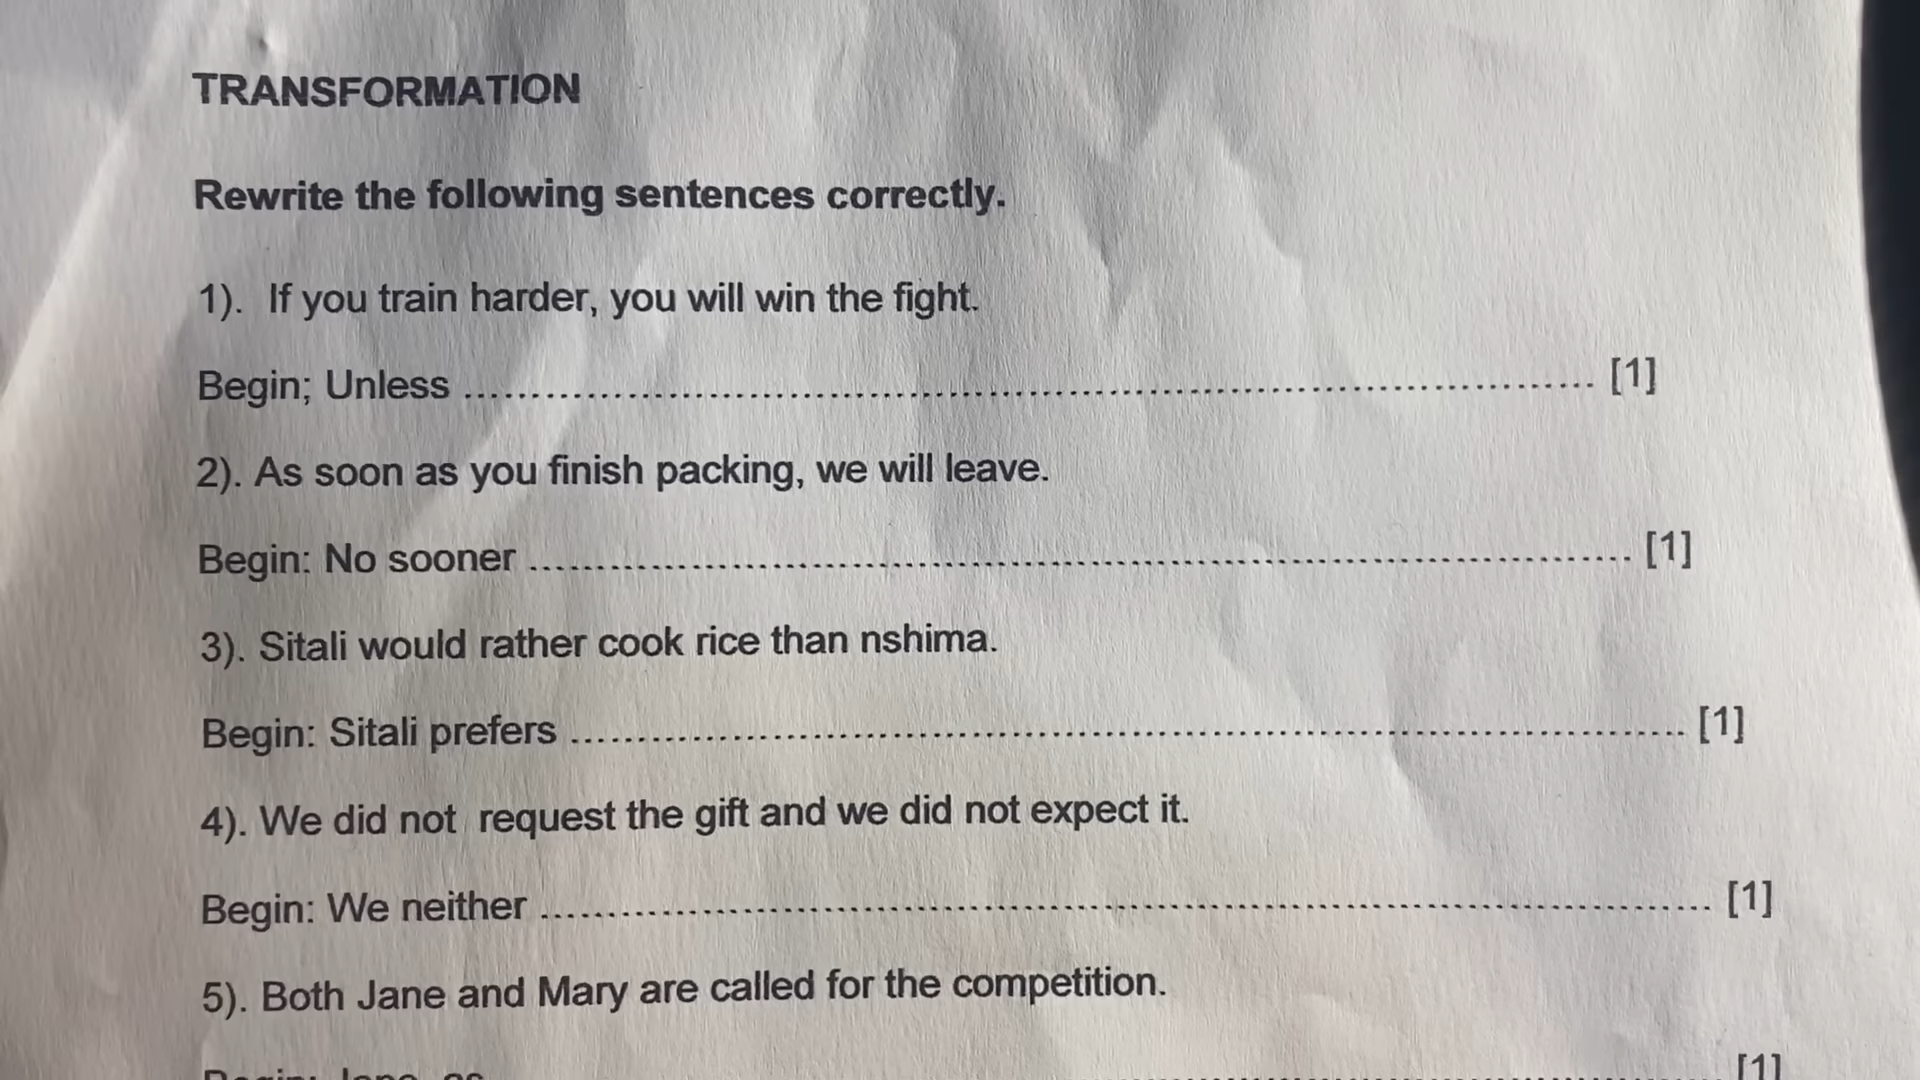 TRANSFORMATION
Rewrite the following sentences correctly.
1). If you train harder, you will win the fight.
Begin; Unless ........................................................................................ [1]
2). As soon as you finish packing, we will leave.
Begin: No sooner ........................................................................................ [1]
3). Sitali would rather cook rice than nshima.
Begin: Sitali prefers ........................................................................................ [1]
4). We did not request the gift and we did not expect it.
Begin: We neither ........................................................................................ [1]
5). Both Jane and Mary are called for the competition.
Begin: Jane, as ........................................................................................ [1]